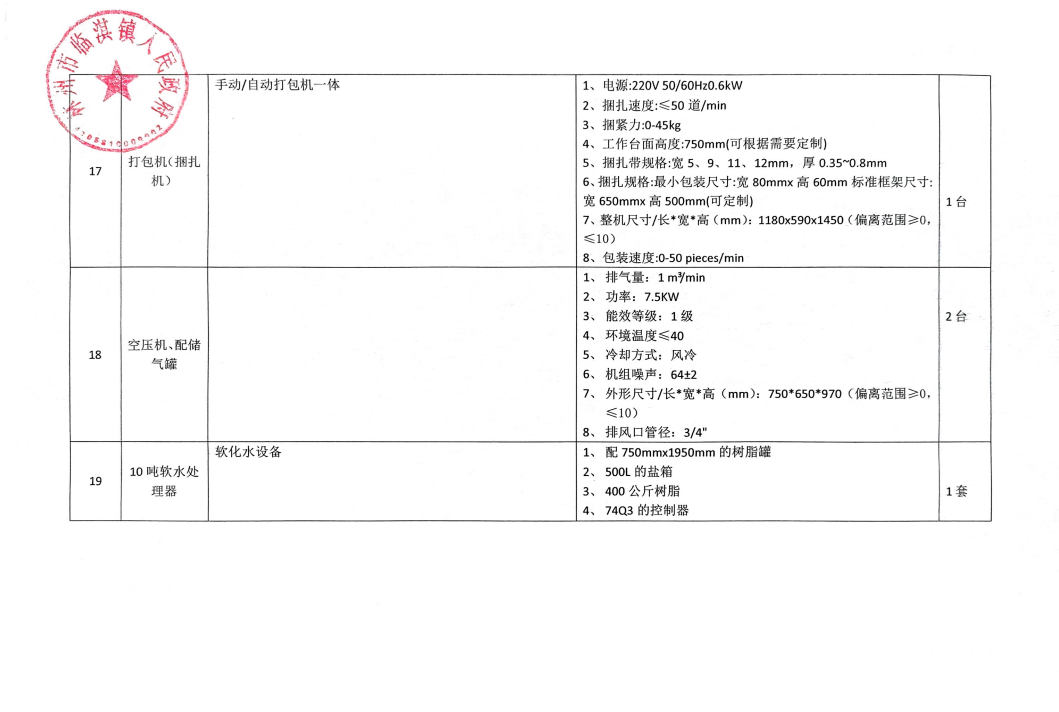 林州市临淇镇人民政府
17
打包机（捆扎
机）
手动/自动打包机一体
1、电源:220V 50/60Hz0.6kW
2、捆扎速度:≤50 道/min
3、捆紧力:0-45kg
4、工作台面高度:750mm(可根据需要定制)
5、捆扎带规格:宽 5、9、11、12mm，厚 0.35~0.8mm
6、捆扎规格:最小包装尺寸:宽 80mmx 高 60mm 标准框架尺寸:
宽 650mmx 高 500mm(可定制)
7、整机尺寸/长*宽*高（mm）：1180x590x1450（偏离范围≥0，
≤10）
8、包装速度:0-50 pieces/min
1 台
18
空压机、配储
气罐
1、 排气量：1 m³/min
2、 功率：7.5KW
3、 能效等级：1 级
4、 环境温度≤40
5、 冷却方式：风冷
6、 机组噪声：64±2
7、 外形尺寸/长*宽*高（mm）：750*650*970（偏离范围≥0，
≤10）
8、 排风口管径：3/4"
2 台
19
10 吨软水处
理器
软化水设备
1、 配 750mmx1950mm 的树脂罐
2、 500L 的盐箱
3、 400 公斤树脂
4、 74Q3 的控制器
1 套